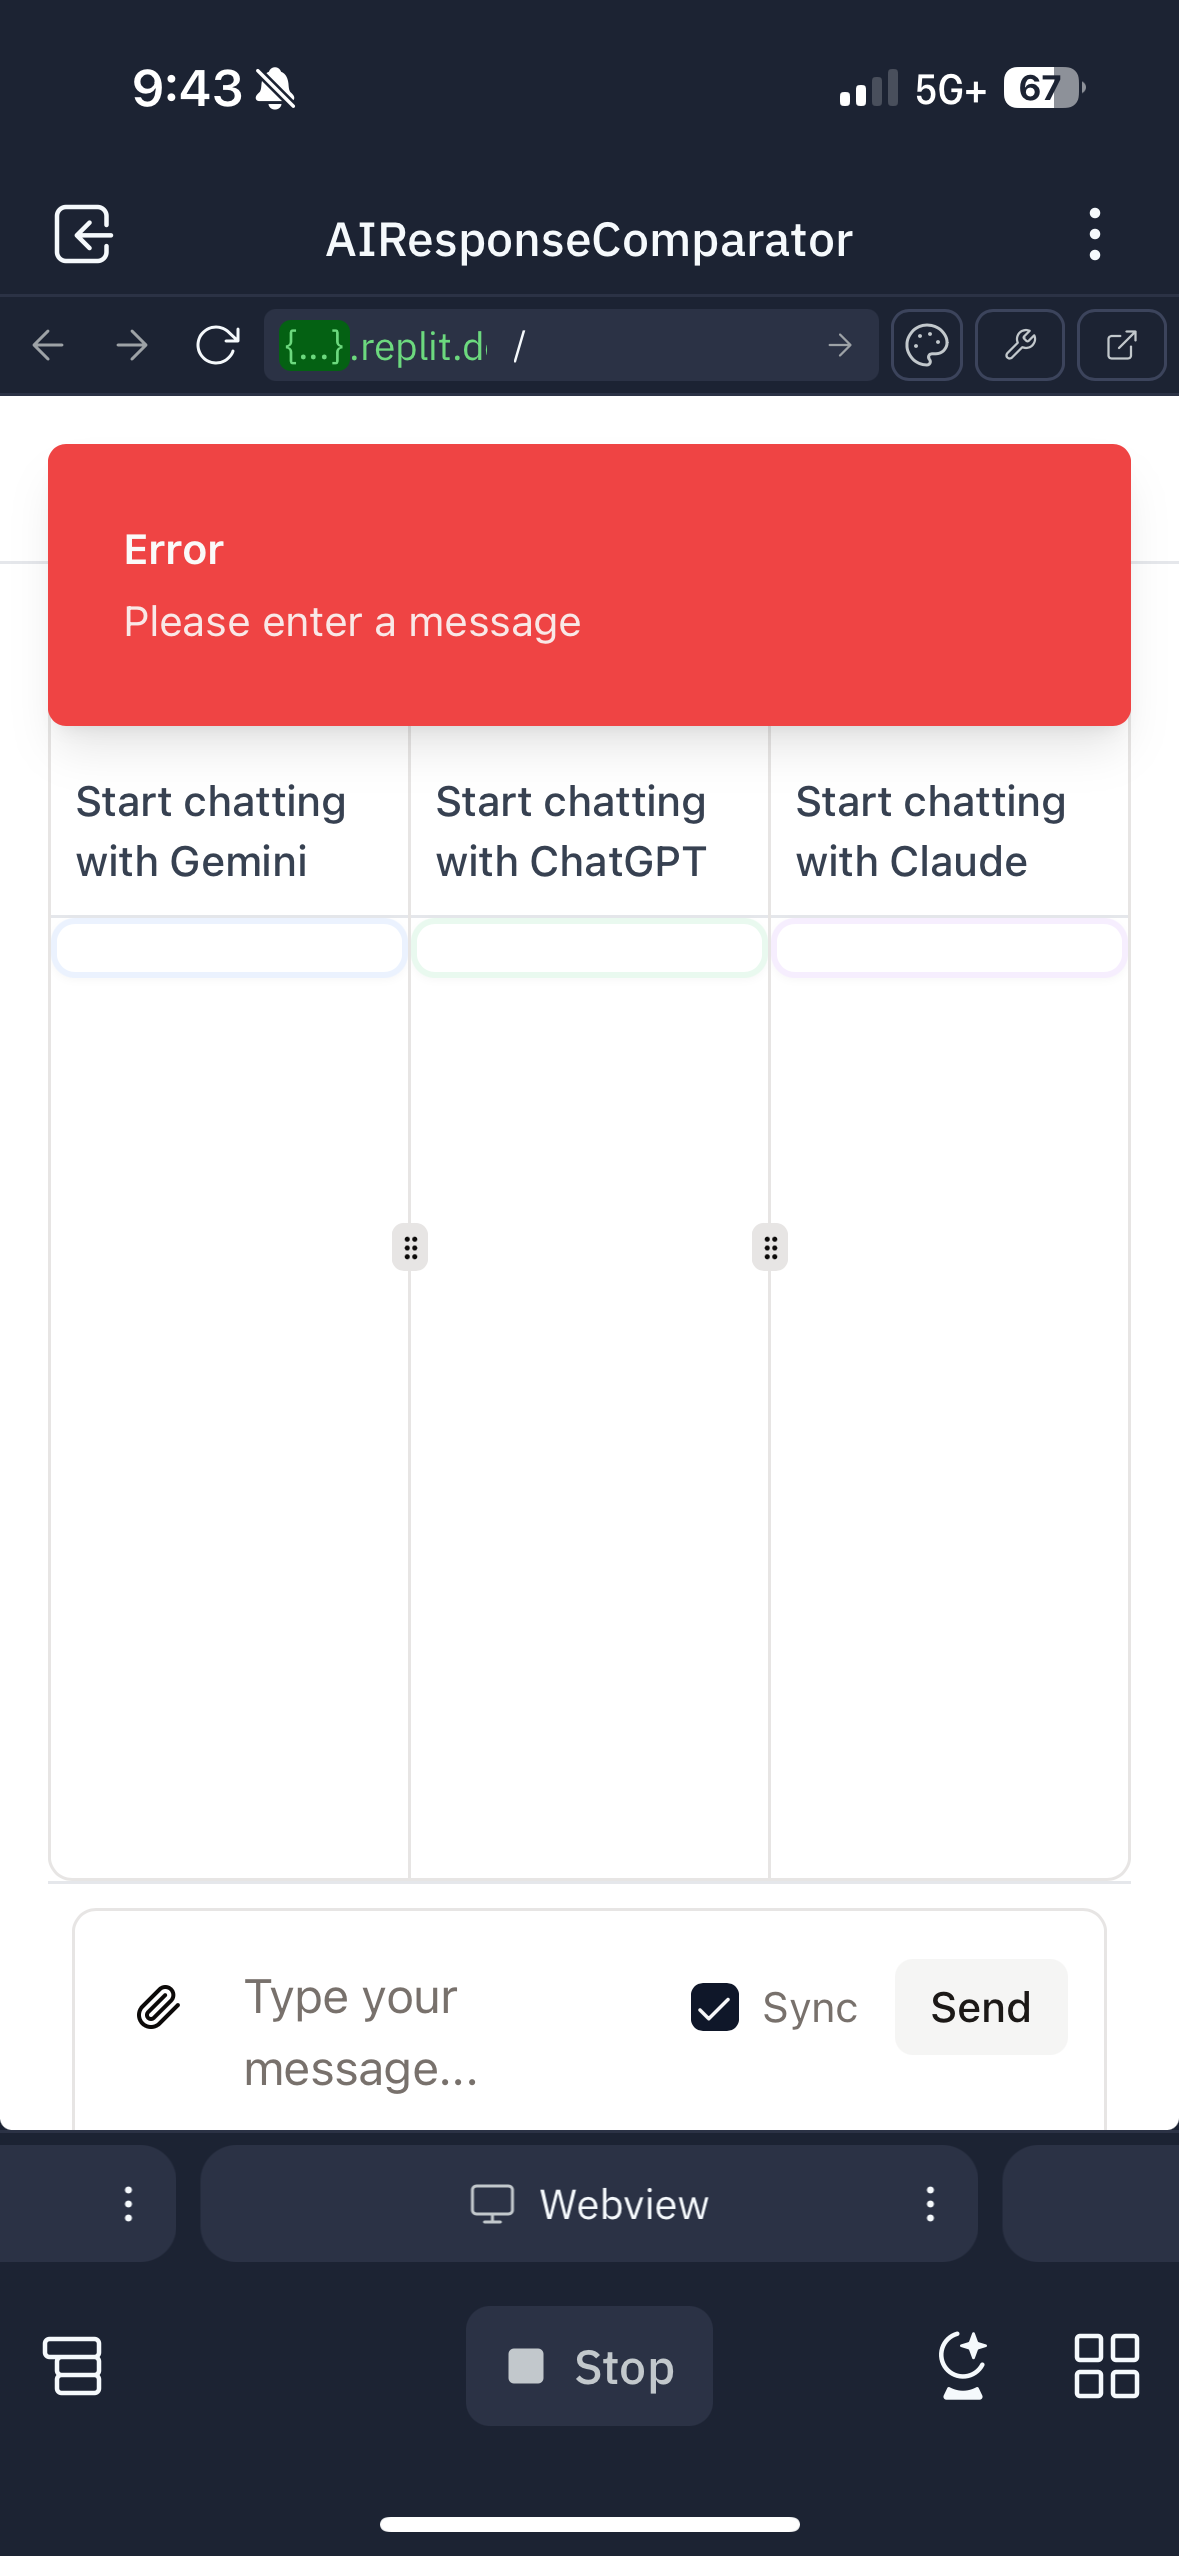 9:43
5G+
67
AIResponseComparator
{...}.replit.d /
Error
Please enter a message
Start chatting
with Gemini
Start chatting
with ChatGPT
Start chatting
with Claude
Type your
message...
Sync
Send
Webview
Stop